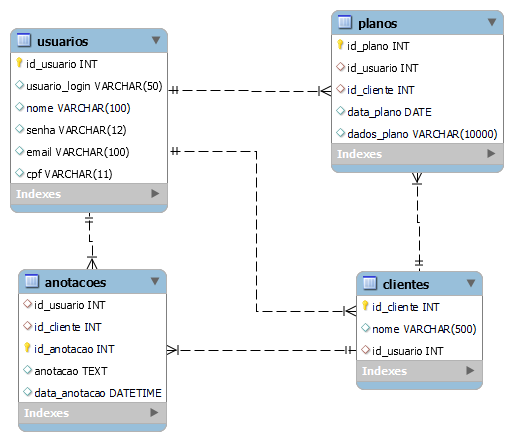 usuarios
id_usuario INT
usuario_login VARCHAR(50)
nome VARCHAR(100)
senha VARCHAR(12)
email VARCHAR(100)
cpf VARCHAR(11)
Indexes
planos
id_plano INT
id_usuario INT
id_cliente INT
data_plano DATE
dados_plano VARCHAR(10000)
Indexes
anotacoes
id_usuario INT
id_cliente INT
id_anotacao INT
anotacao TEXT
data_anotacao DATETIME
Indexes
clientes
id_cliente INT
nome VARCHAR(500)
id_usuario INT
Indexes